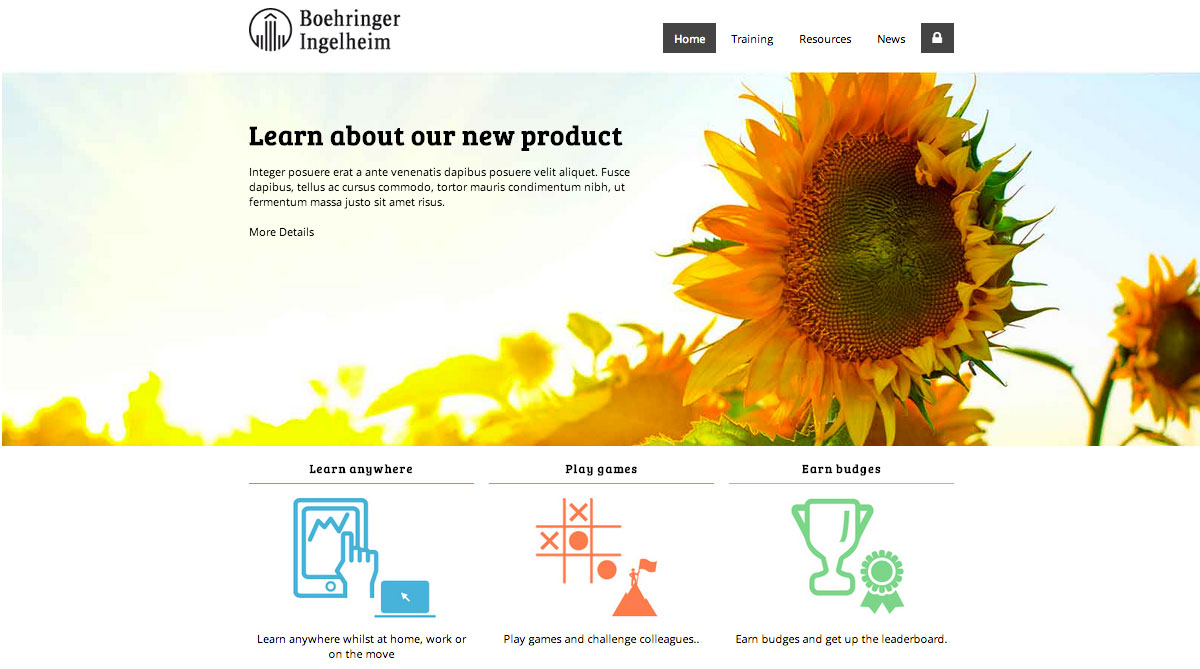 Boehringer
Ingelheim
Home
Training
Resources
News
Learn about our new product
Integer posuere erat a ante venenatis dapibus posuere velit aliquet. Fusce
dapibus, tellus ac cursus commodo, tortor mauris condimentum nibh, ut
fermentum massa justo sit amet risus.
More Details
Learn anywhere
Play games
Earn budges
Learn anywhere whilst at home, work or
on the move
Play games and challenge colleagues..
Earn budges and get up the leaderboard.